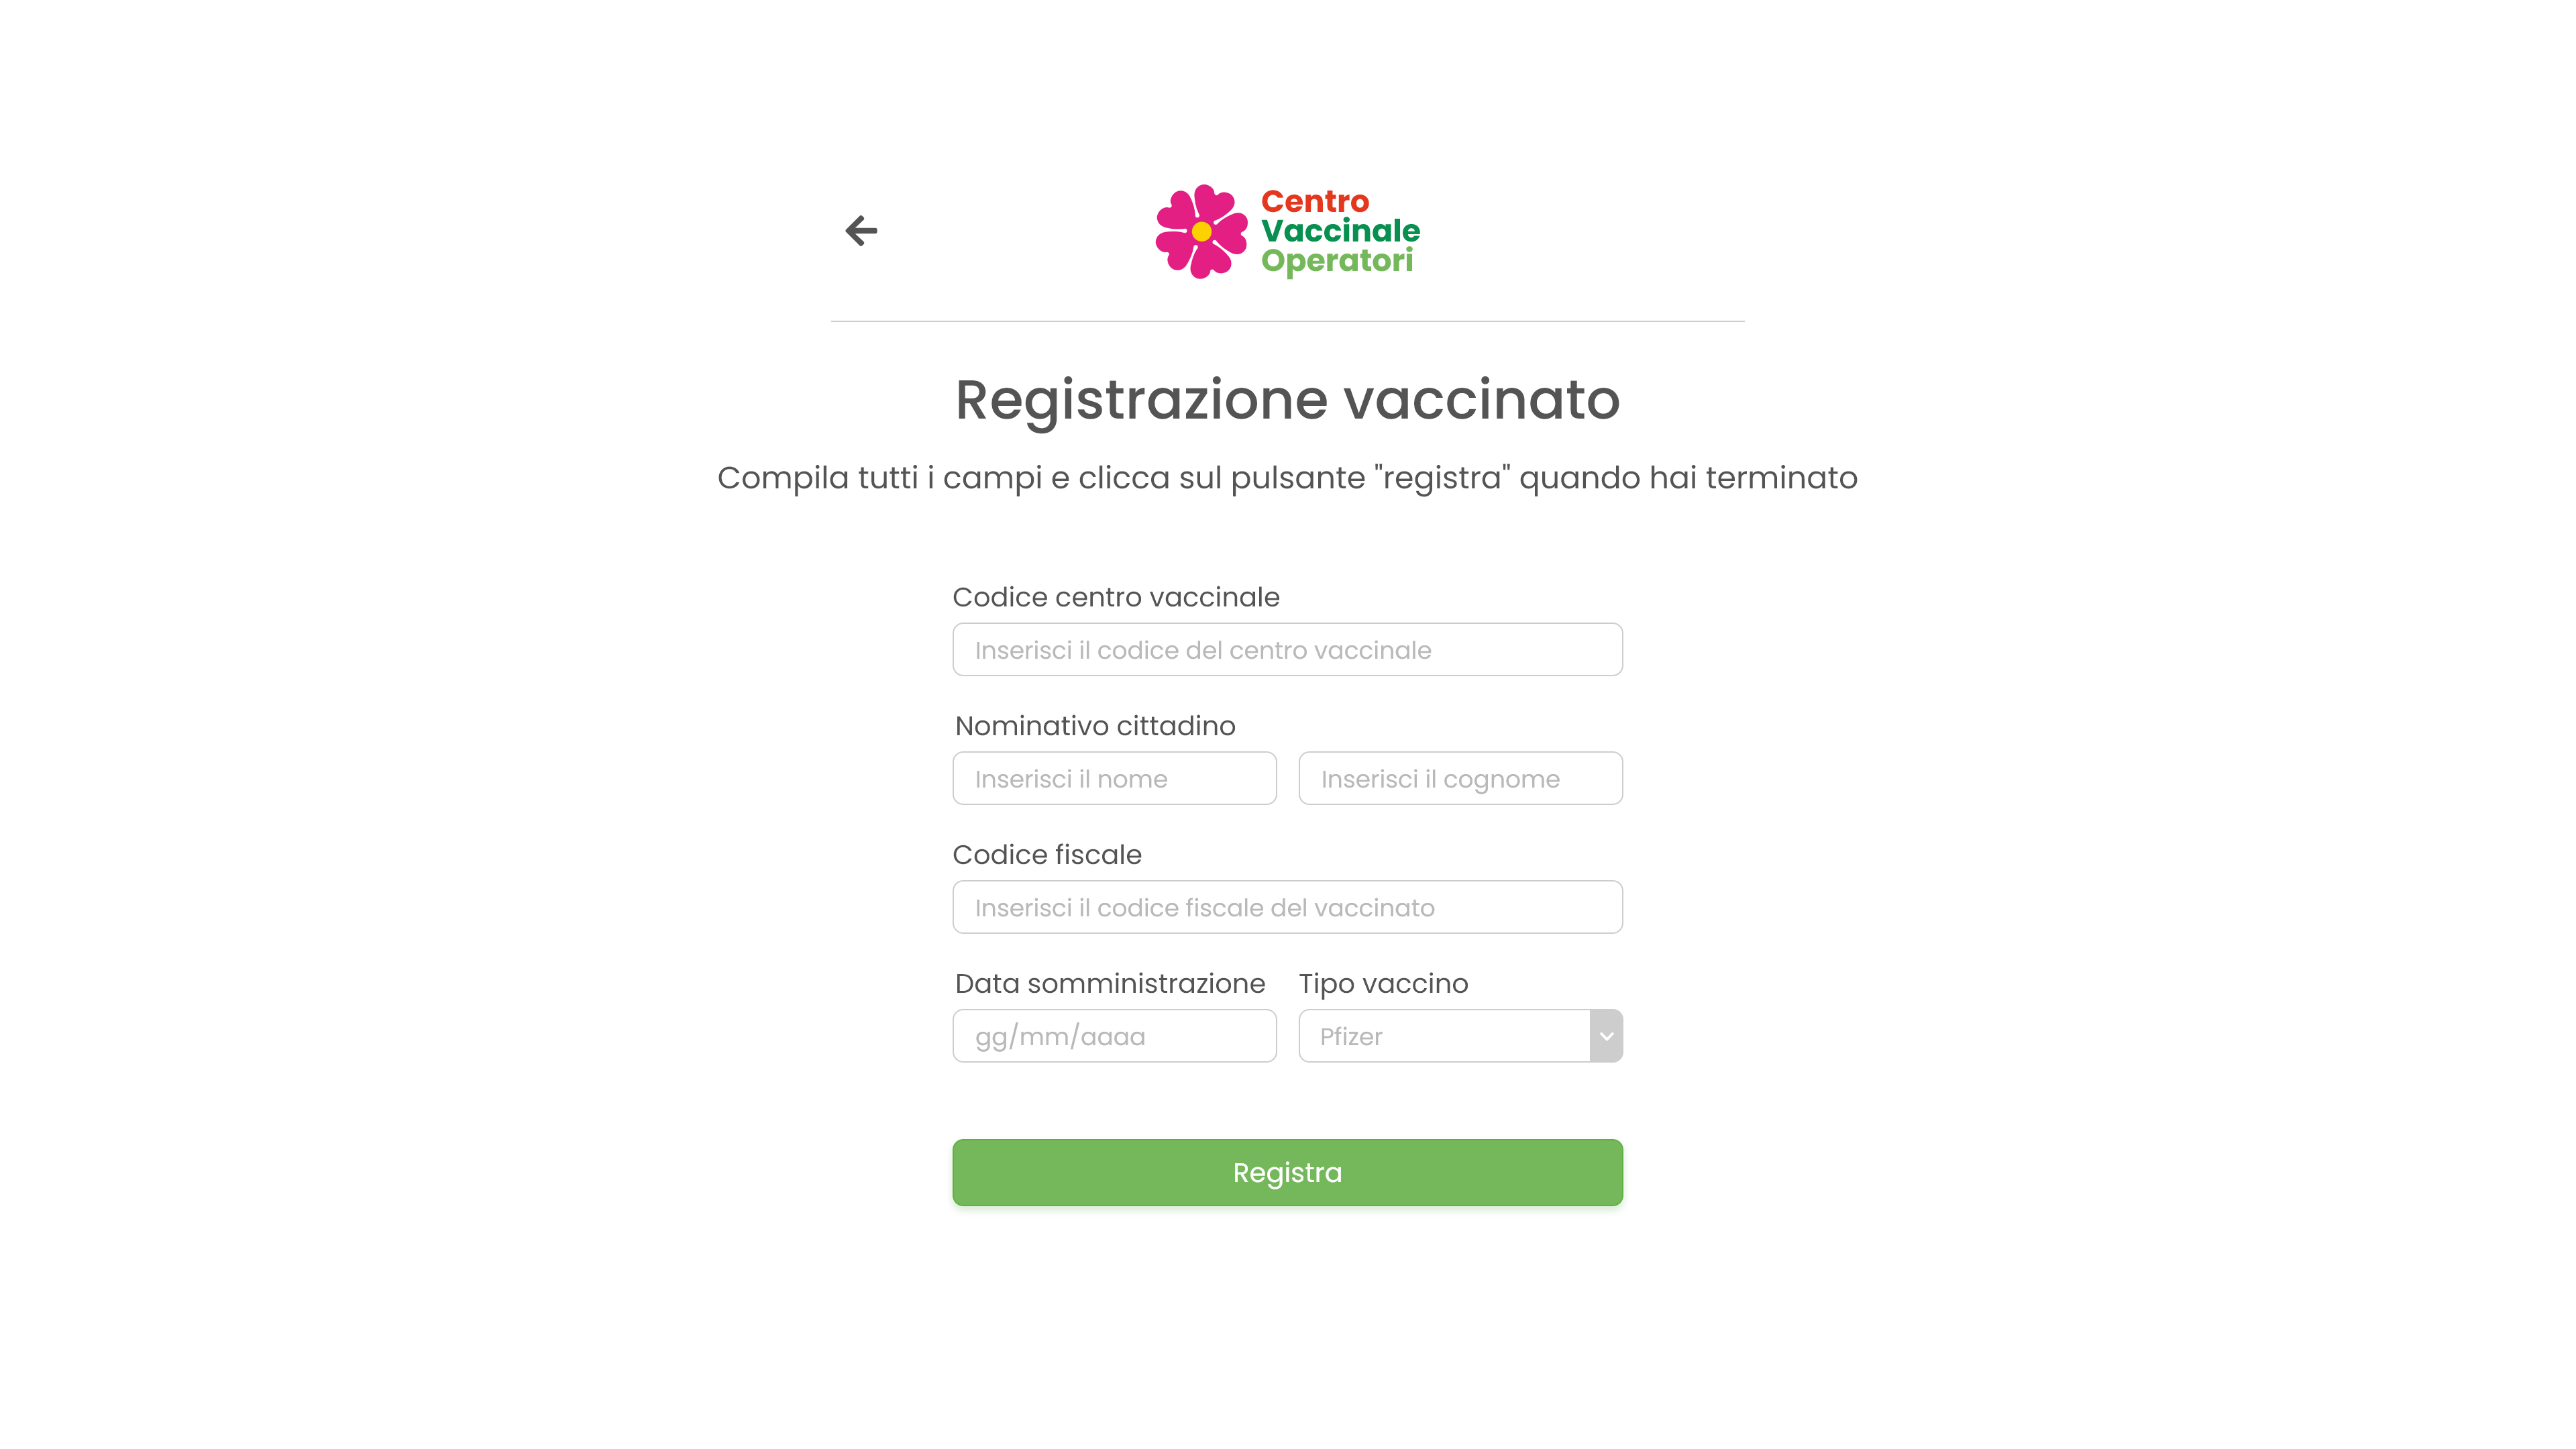 Centro
Vaccinale
Operatori
Registrazione vaccinato
Compila tutti i campi e clicca sul pulsante "registra" quando hai terminato
Codice centro vaccinale
Inserisci il codice del centro vaccinale
Nominativo cittadino
Inserisci il nome Inserisci il cognome
Codice fiscale
Inserisci il codice fiscale del vaccinato
Data somministrazione Tipo vaccino
gg/mm/aaaa Pfizer
Registra